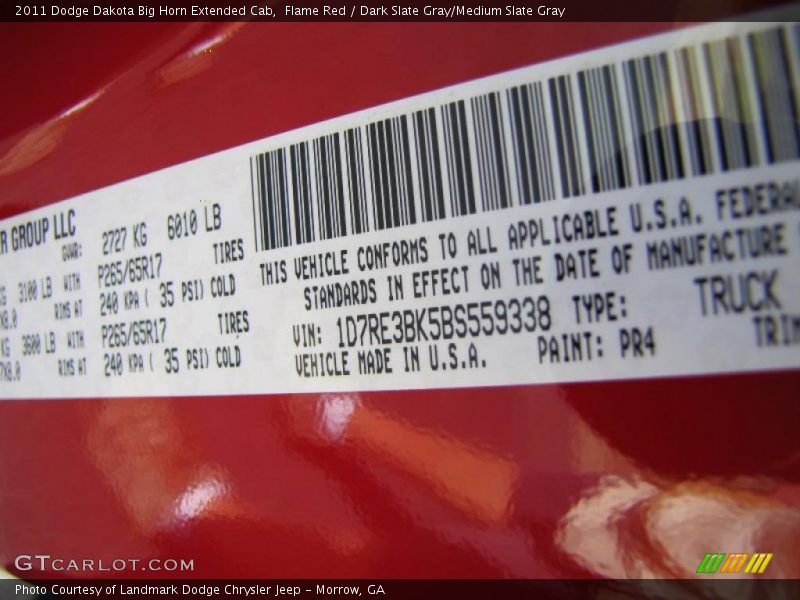 2011 Dodge Dakota Big Horn Extended Cab, Flame Red / Dark Slate Gray/Medium Slate Gray
GROUP LLC
GVWR: 2727 KG 6010 LB
3100 LB WITH P265/65R17 TIRES
RIMS AT 240 KPA ( 35 PSI) COLD
KG 3600 LB WITH P265/65R17 TIRES
RIMS AT 240 KPA ( 35 PSI) COLD
THIS VEHICLE CONFORMS TO ALL APPLICABLE U.S.A. FEDERAL
STANDARDS IN EFFECT ON THE DATE OF MANUFACTURE
VIN: 1D7RE3BK5BS559338 TYPE: TRUCK
VEHICLE MADE IN U.S.A. PAINT: PR4 TRIM
GTCARLOT.COM
Photo Courtesy of Landmark Dodge Chrysler Jeep - Morrow, GA